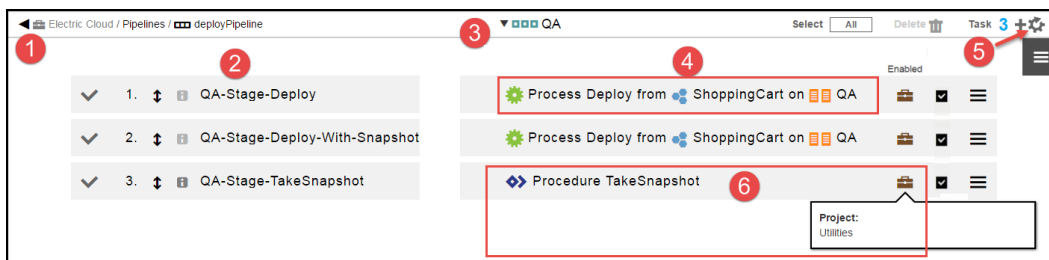 Electric Cloud / Pipelines / deployPipeline
QA
Select All Delete Task 3
1
2
3
4
5
Enabled
1. QA-Stage-Deploy
Process Deploy from ShoppingCart on QA
2. QA-Stage-Deploy-With-Snapshot
Process Deploy from ShoppingCart on QA
3. QA-Stage-TakeSnapshot
Procedure TakeSnapshot
6
Project:
Utilities